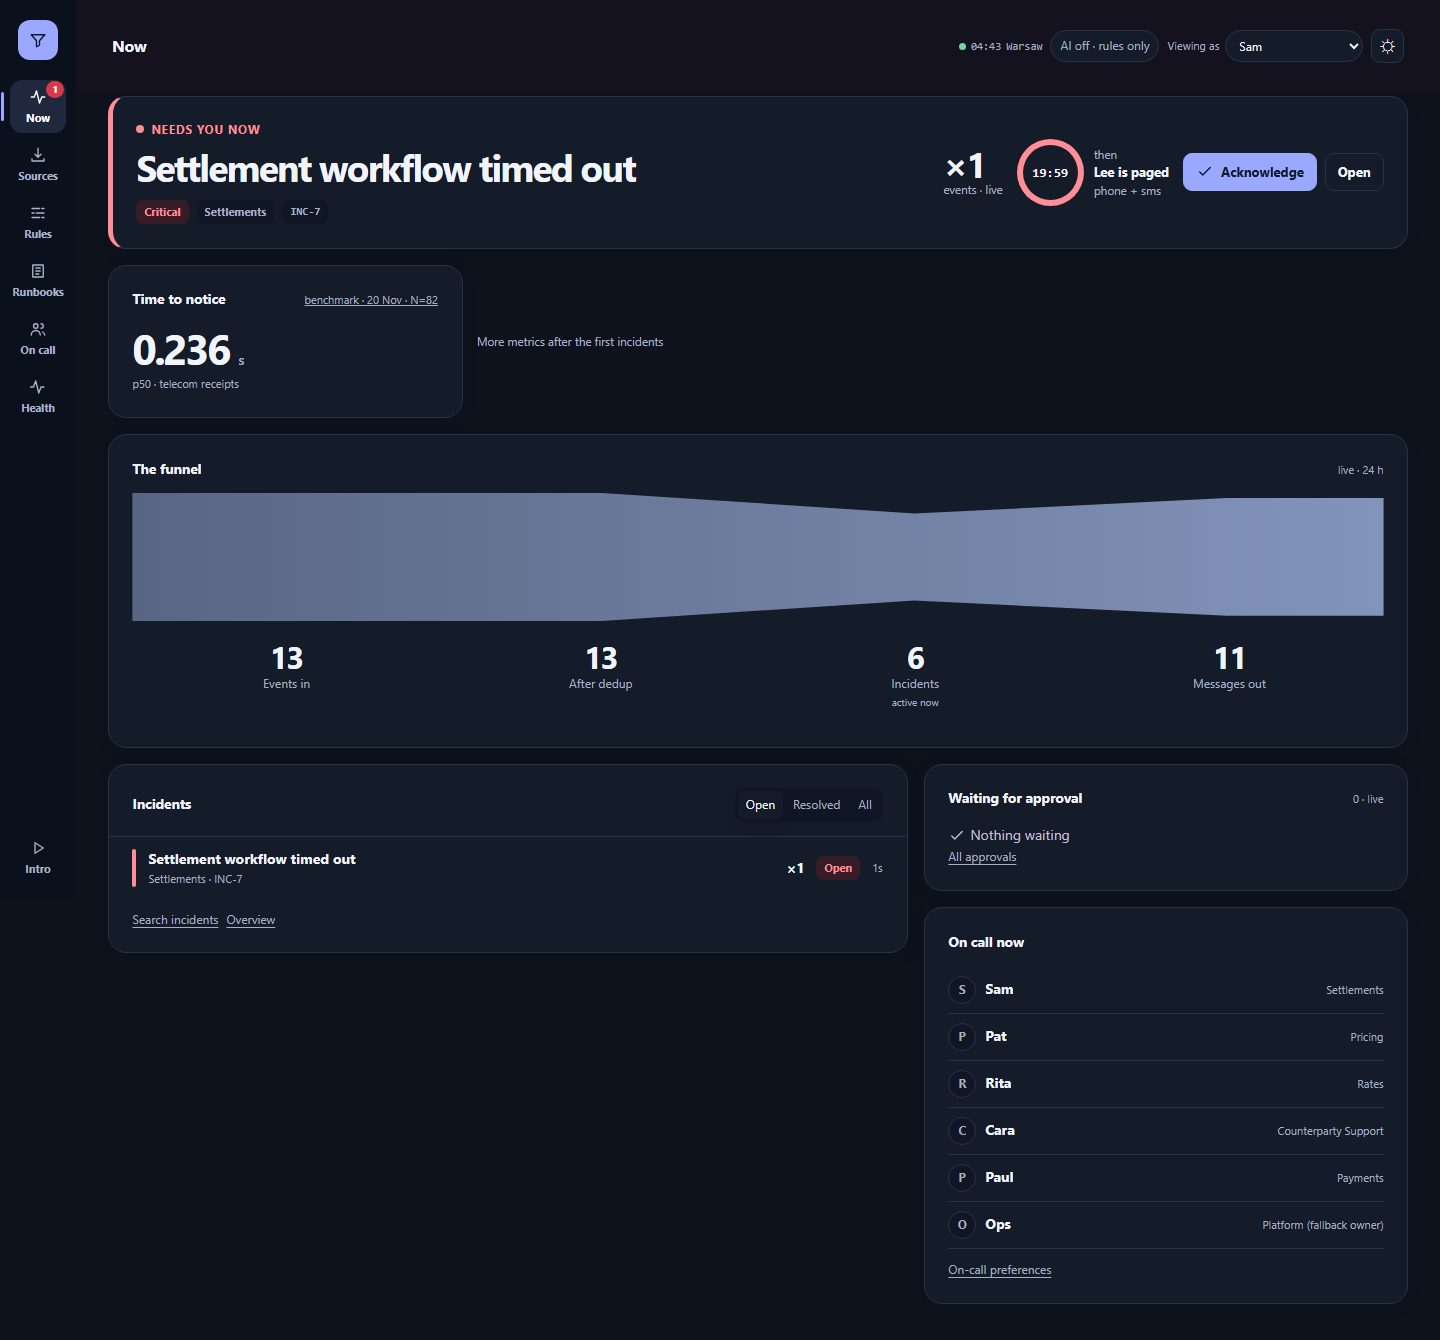 Now
04:43 Warsaw
AI off · rules only
Viewing as
Sam
1
Now
Sources
Rules
Runbooks
On call
Health
Intro
NEEDS YOU NOW
Settlement workflow timed out
Critical
Settlements
INC-7
×1
events · live
19:59
then
Lee is paged
phone + sms
Acknowledge
Open
Time to notice
benchmark · 20 Nov · N=82
0.236 s
p50 · telecom receipts
More metrics after the first incidents
The funnel
live · 24 h
13
Events in
13
After dedup
6
Incidents
active now
11
Messages out
Incidents
Open
Resolved
All
Settlement workflow timed out
Settlements · INC-7
×1
Open
1s
Search incidents
Overview
Waiting for approval
0 · live
Nothing waiting
All approvals
On call now
S
Sam
Settlements
P
Pat
Pricing
R
Rita
Rates
C
Cara
Counterparty Support
P
Paul
Payments
O
Ops
Platform (fallback owner)
On-call preferences